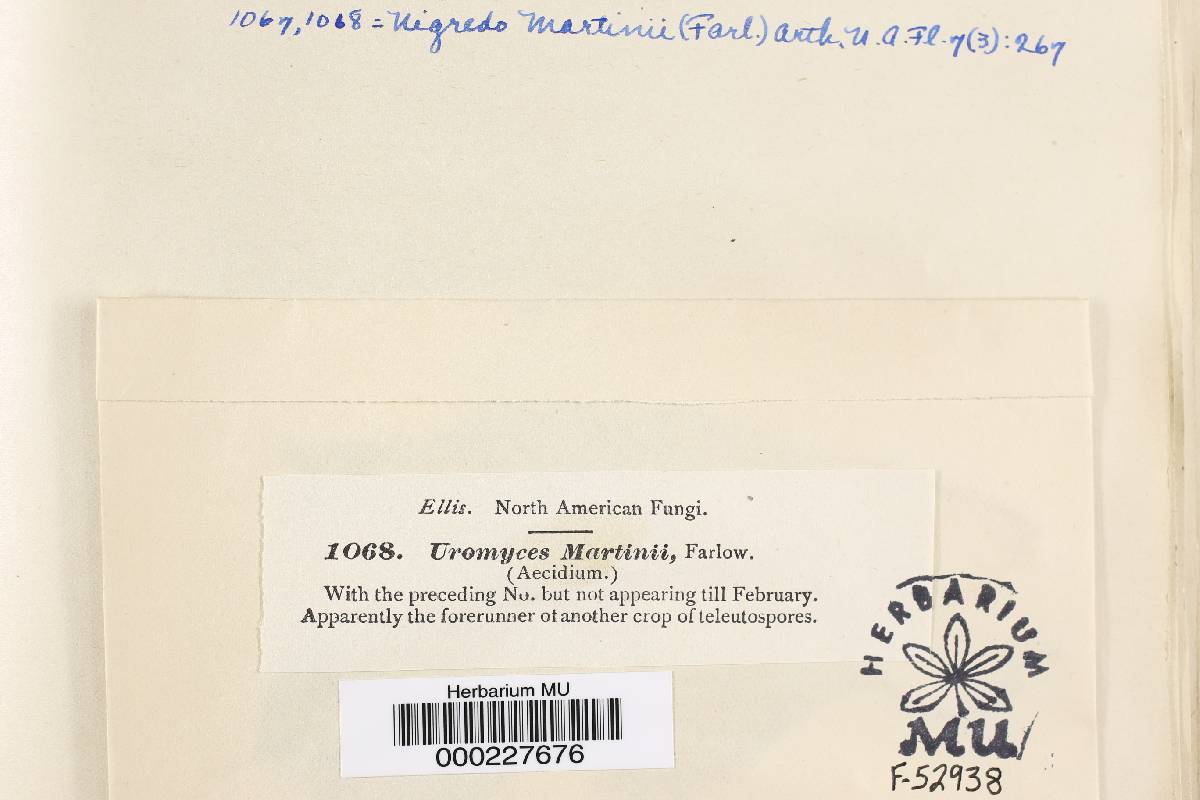 1067, 1068 = Nigredo Martinii (Farl.) Arth. N. A. Fl. 7(3): 267
Ellis. North American Fungi.
1068. Uromyces Martinii, Farlow.
(Aecidium.)
With the preceding No. but not appearing till February.
Apparently the forerunner of another crop of teleutospores.
HERBARIUM
MU
F-52938
Herbarium MU
000227676